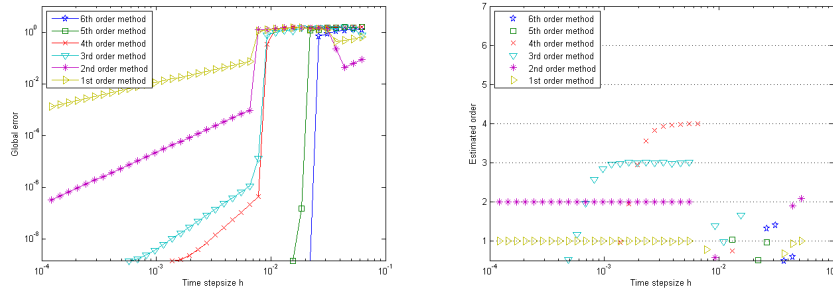 10^0
10^-2
10^-4
10^-6
10^-8
Global error
6th order method
5th order method
4th order method
3rd order method
2nd order method
1st order method
10^-4
10^-3
10^-2
10^-1
Time stepsize h
7
6
5
4
3
2
1
Estimated order
6th order method
5th order method
4th order method
3rd order method
2nd order method
1st order method
10^-4
10^-3
10^-2
10
Time stepsize h